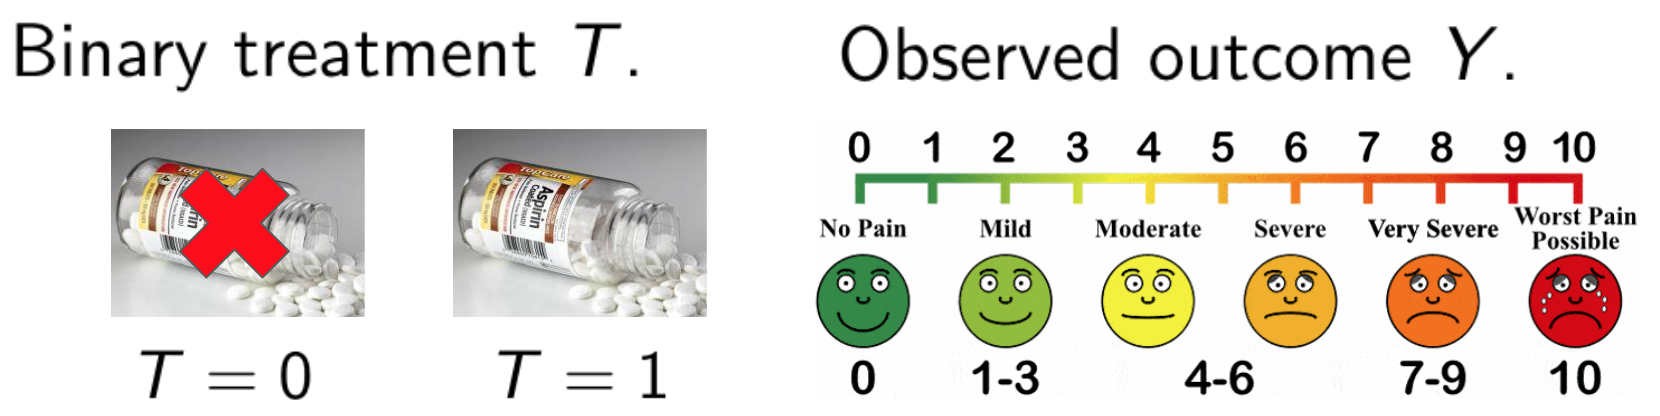 Binary treatment T.
TopCare
Aspirin
TopCare
Aspirin
Coated
T = 0
T = 1
Observed outcome Y.
0 1 2 3 4 5 6 7 8 9 10
No Pain
Mild
Moderate
Severe
Very Severe
Worst Pain
Possible
0
1-3
4-6
7-9
10